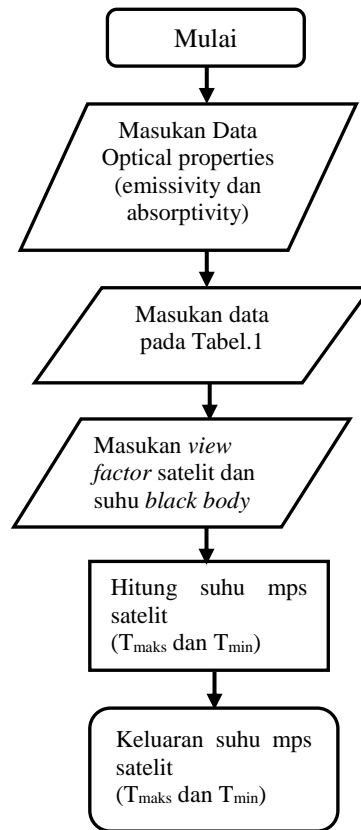 Mulai
Masukan Data
Optical properties
(emissivity dan
absorptivity)
Masukan data
pada Tabel.1
Masukan view
factor satelit dan
suhu black body
Hitung suhu mps
satelit
(Tmaks dan Tmin)
Keluaran suhu mps
satelit
(Tmaks dan Tmin)